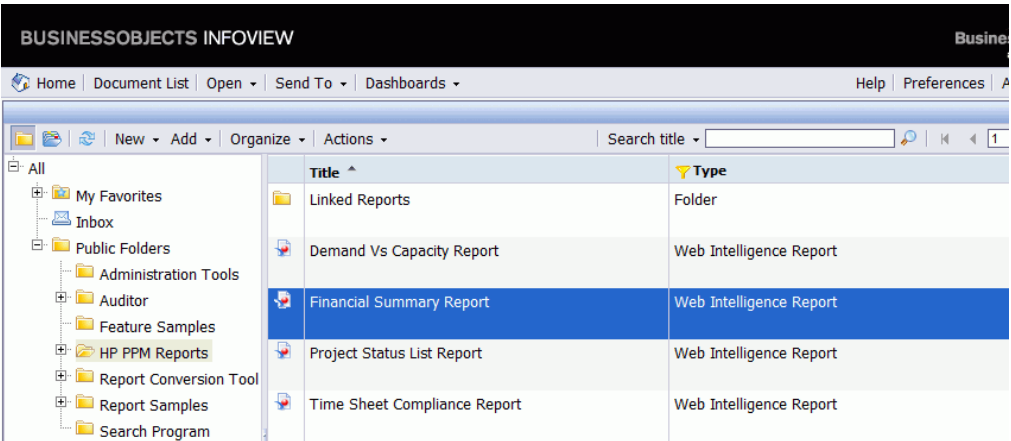 BUSINESSOBJECTS INFOVIEW
Busines
Home Document List Open Send To Dashboards Help Preferences A
New Add Organize Actions Search title 1
All
My Favorites
Inbox
Public Folders
Administration Tools
Auditor
Feature Samples
HP PPM Reports
Report Conversion Tool
Report Samples
Search Program
Title Type
Linked Reports Folder
Demand Vs Capacity Report Web Intelligence Report
Financial Summary Report Web Intelligence Report
Project Status List Report Web Intelligence Report
Time Sheet Compliance Report Web Intelligence Report